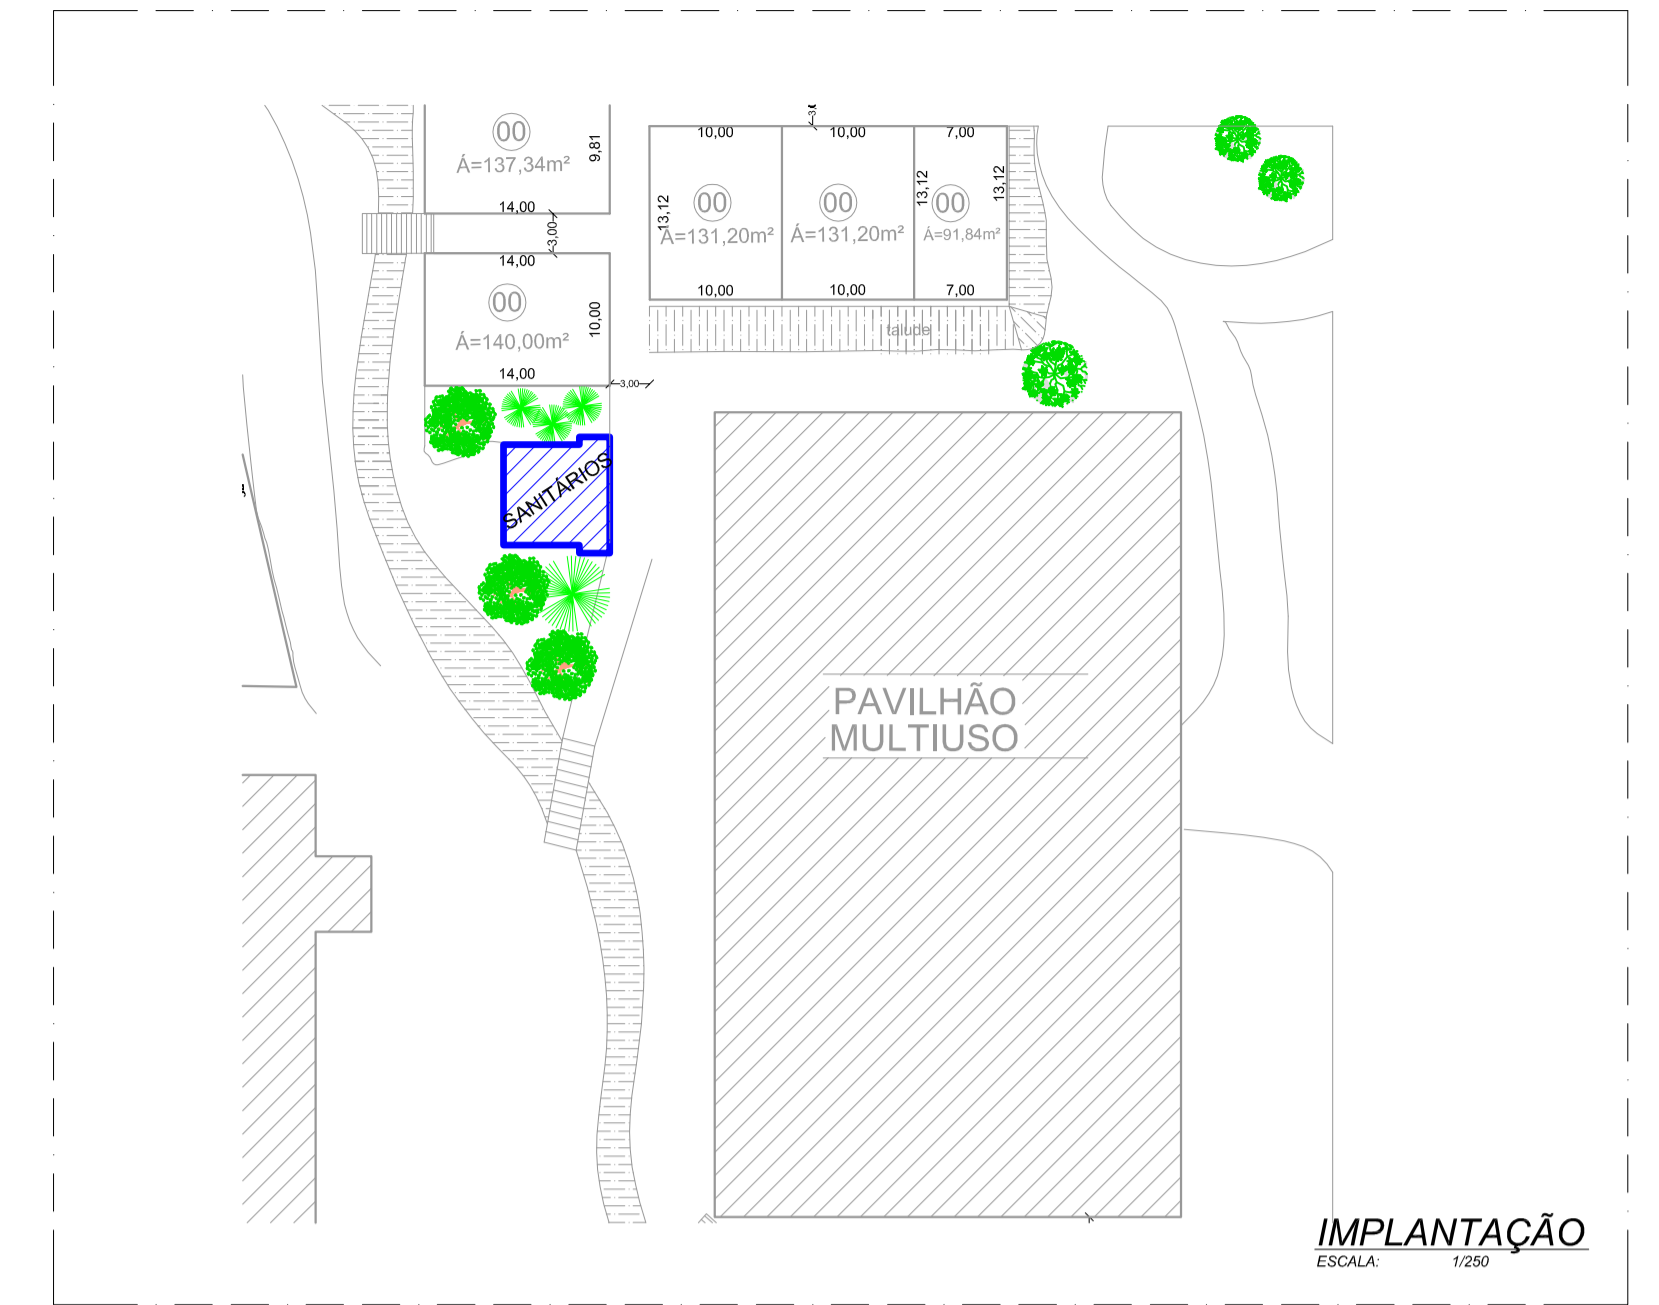 00
Á=137,34m²
9,81
14,00
3,00
14,00
00
Á=140,00m²
10,00
14,00
3,00
10,00
10,00
7,00
13,12
00
Á=131,20m²
00
Á=131,20m²
13,12
00
Á=91,84m²
13,12
10,00
10,00
7,00
talude
SANITÁRIOS
PAVILHÃO
MULTIUSO
IMPLANTAÇÃO
ESCALA: 1/250